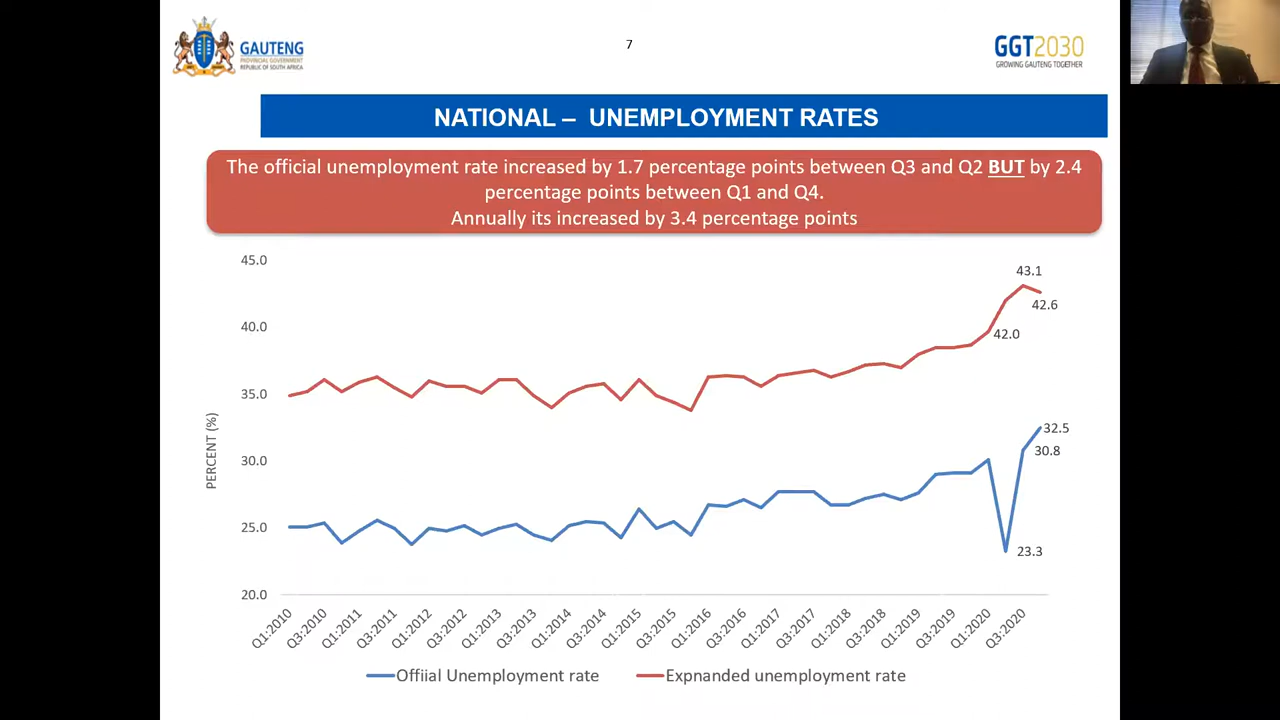 GAUTENG
PROVINCIAL GOVERNMENT
REPUBLIC OF SOUTH AFRICA
7
GGT2030
GROWING GAUTENG TOGETHER
NATIONAL – UNEMPLOYMENT RATES
The official unemployment rate increased by 1.7 percentage points between Q3 and Q2 BUT by 2.4
percentage points between Q1 and Q4.
Annually its increased by 3.4 percentage points
45.0
40.0
35.0
30.0
25.0
20.0
PERCENT (%)
43.1
42.6
42.0
32.5
30.8
23.3
Q1:2010
Q3:2010
Q1:2011
Q3:2011
Q1:2012
Q3:2012
Q1:2013
Q3:2013
Q1:2014
Q3:2014
Q1:2015
Q3:2015
Q1:2016
Q3:2016
Q1:2017
Q3:2017
Q1:2018
Q3:2018
Q1:2019
Q3:2019
Q1:2020
Q3:2020
Offiial Unemployment rate
Expnanded unemployment rate